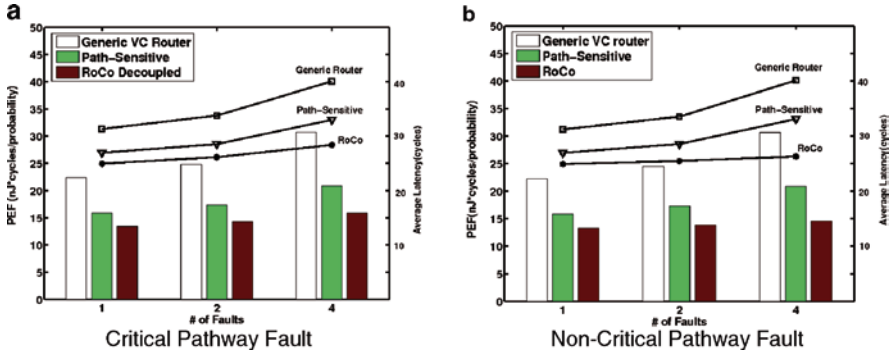 a
PEF (nJ*cycles/probability)
50
45
40
35
30
25
20
15
10
5
0
Generic VC Router
Path-Sensitive
RoCo Decoupled
Generic Router
Path-Sensitive
RoCo
40
30
20
10
Average Latency(cycles)
1
2
4
# of Faults
Critical Pathway Fault
b
PEF(nJ*cycles/probability)
50
45
40
35
30
25
20
15
10
5
0
Generic VC router
Path-Sensitive
RoCo
Generic Router
Path-Sensitive
RoCo
40
30
20
10
Average Latency(cycles)
1
2
4
# of Faults
Non-Critical Pathway Fault